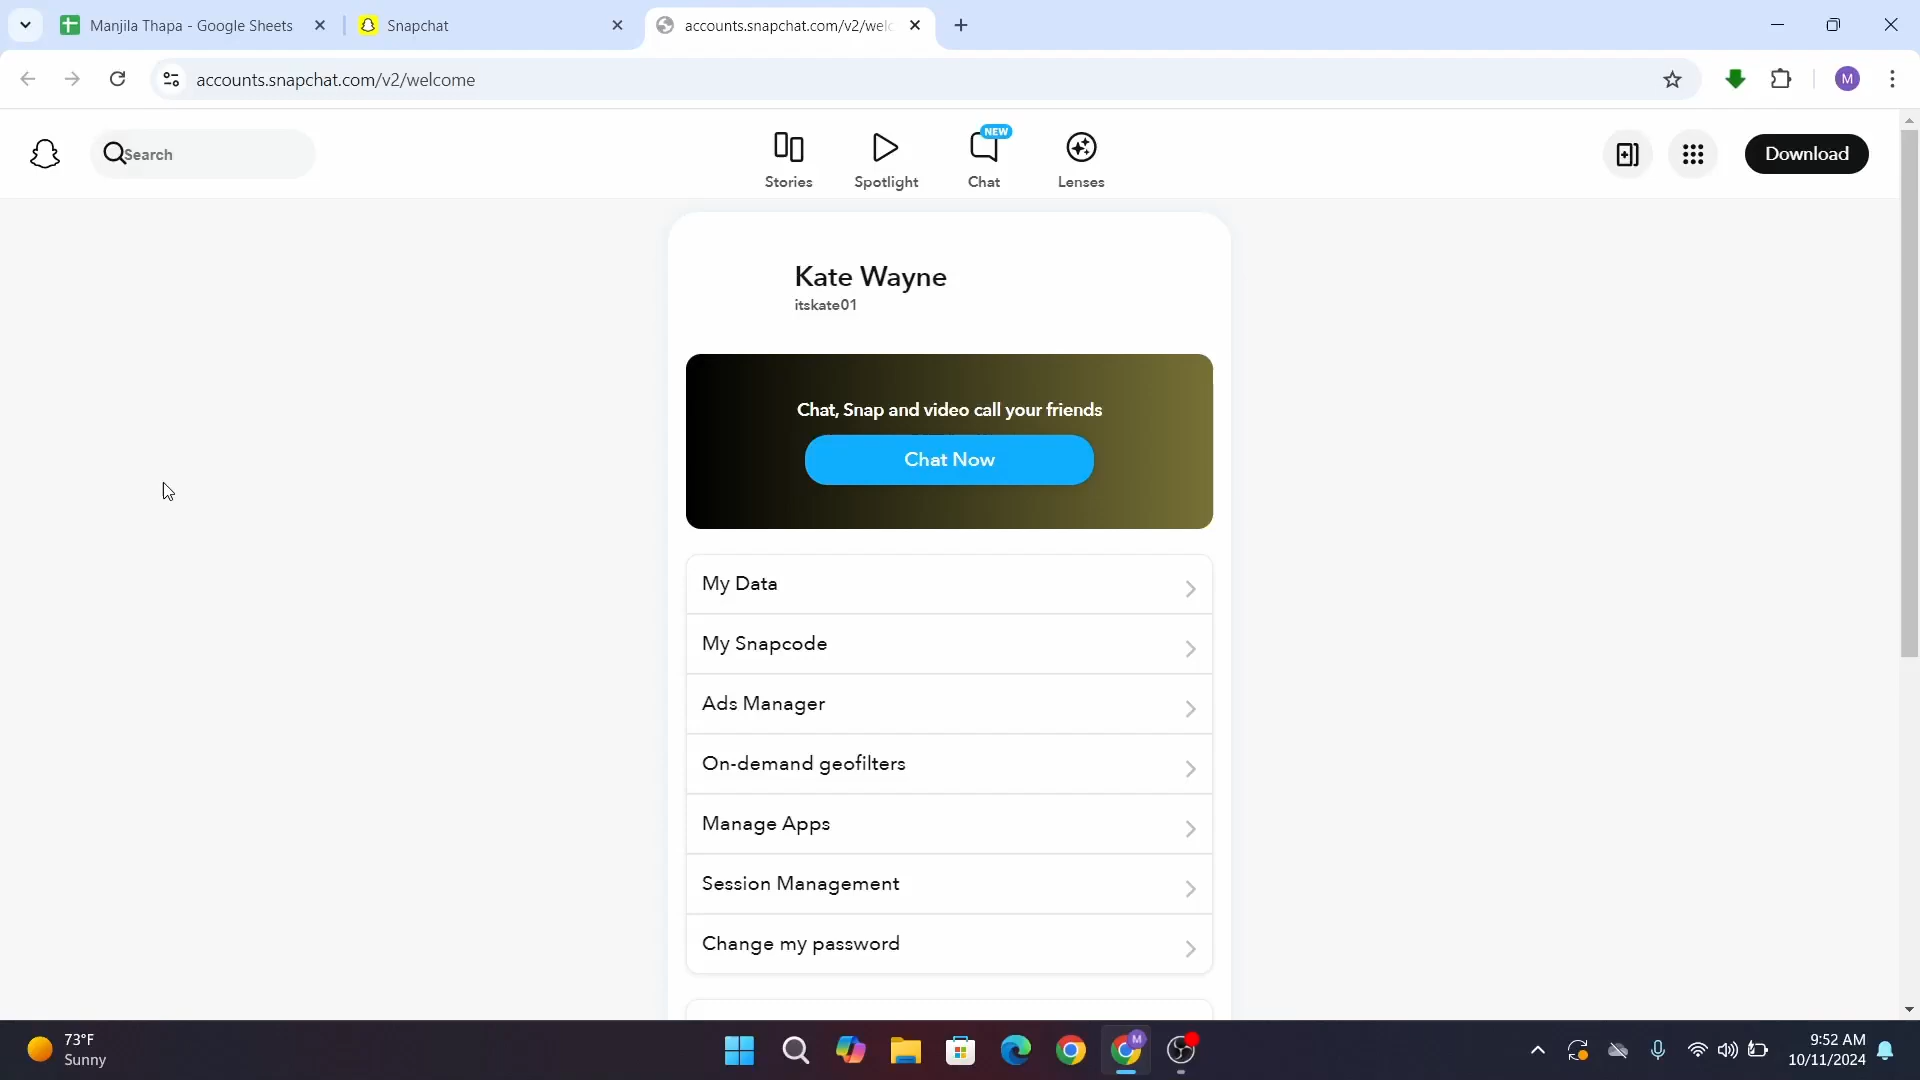 Manjila Thapa - Google Sheets
Snapchat
accounts.snapchat.com/v2/welc
accounts.snapchat.com/v2/welcome
M
Search
Stories
Spotlight
NEW
Chat
Lenses
Download
Kate Wayne
itskate01
Chat, Snap and video call your friends
Chat Now
My Data
My Snapcode
Ads Manager
On-demand geofilters
Manage Apps
Session Management
Change my password
73°F
Sunny
M
9:52 AM
10/11/2024